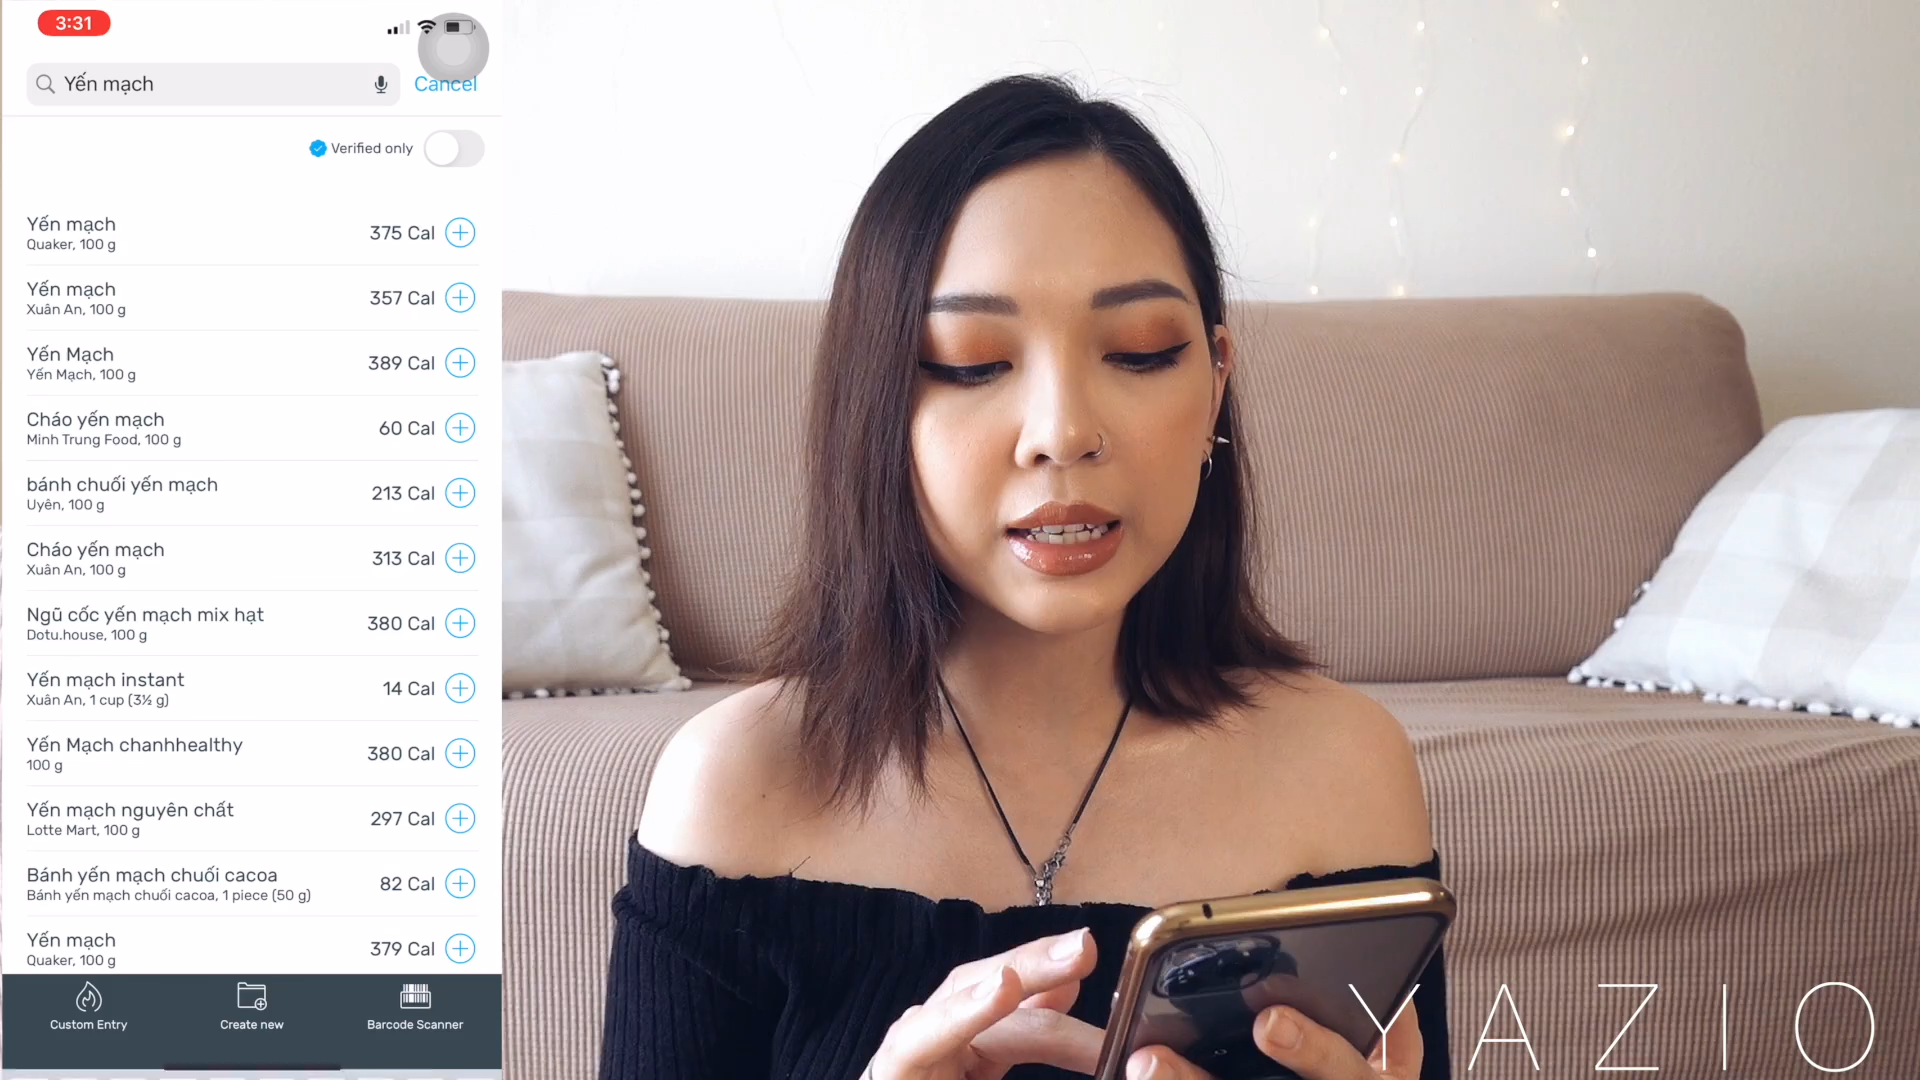 3:31
Yến mạch
Cancel
Verified only
Yến mạch
375 Cal
Quaker, 100 g
Yến mạch
357 Cal
Xuân An, 100 g
Yến Mạch
389 Cal
Yến Mạch, 100 g
Cháo yến mạch
60 Cal
Minh Trung Food, 100 g
bánh chuối yến mạch
213 Cal
Uyên, 100 g
Cháo yến mạch
313 Cal
Xuân An, 100 g
Ngũ cốc yến mạch mix hạt
380 Cal
Dotu.house, 100 g
Yến mạch instant
14 Cal
Xuân An, 1 cup (3½ g)
Yến Mạch chanhhealthy
380 Cal
100 g
Yến mạch nguyên chất
297 Cal
Lotte Mart, 100 g
Bánh yến mạch chuối cacoa
82 Cal
Bánh yến mạch chuối cacoa, 1 piece (50 g)
Yến mạch
379 Cal
Quaker, 100 g
Custom Entry
Create new
Barcode Scanner
YAZIO